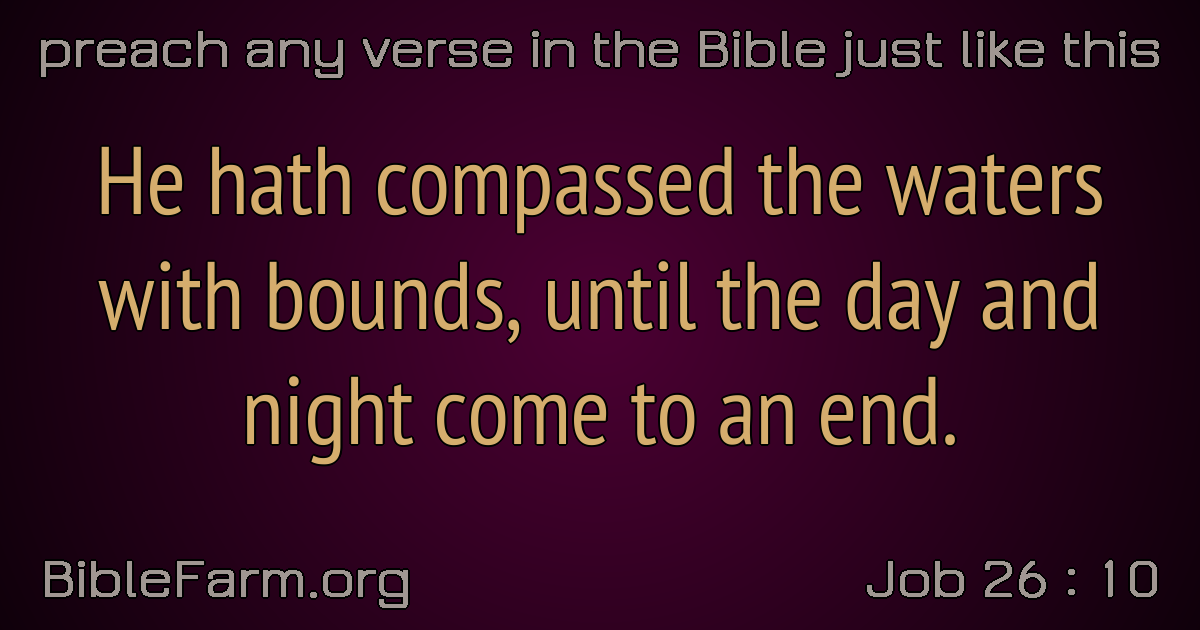 preach any verse in the Bible just like this
He hath compassed the waters
with bounds, until the day and
night come to an end.
BibleFarm.org
Job 26 : 10